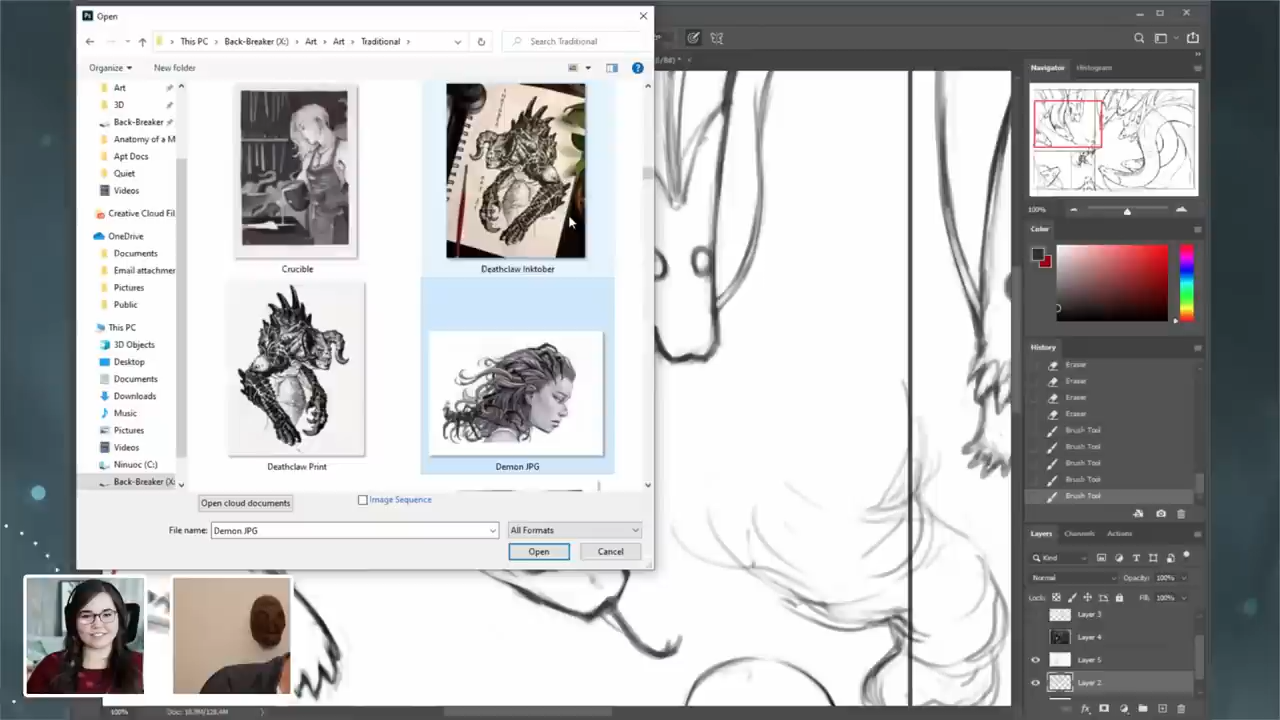 Open
This PC > Back-Breaker (X:) > Art > Art > Traditional >
Search Traditional
Organize
New folder
Art
3D
Back-Breaker
Anatomy of a M
Apt Docs
Quiet
Videos
Creative Cloud Fil
OneDrive
Documents
Email attachmer
Pictures
Public
This PC
3D Objects
Desktop
Documents
Downloads
Music
Pictures
Videos
Ninuoc (C:)
Back-Breaker (X:
Crucible
Deathclaw Inktober
Deathclaw Print
Demon JPG
Open cloud documents
Image Sequence
File name:
Demon JPG
All Formats
Open
Cancel
Navigator
Histogram
100%
Color
History
Eraser
Eraser
Eraser
Eraser
Brush Tool
Brush Tool
Brush Tool
Brush Tool
Brush Tool
Layers
Channels
Actions
Kind
Normal
Opacity: 100%
Lock:
Fill: 100%
Layer 3
Layer 4
Layer 5
Layer 2
fx
100%